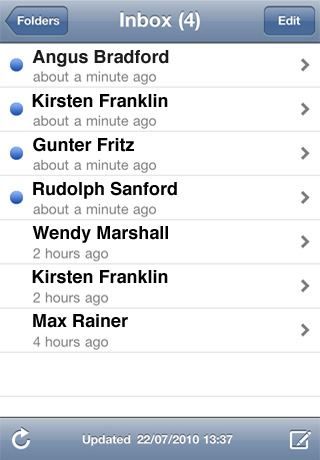 Folders Inbox (4) Edit
Angus Bradford
about a minute ago
Kirsten Franklin
about a minute ago
Gunter Fritz
about a minute ago
Rudolph Sanford
about a minute ago
Wendy Marshall
2 hours ago
Kirsten Franklin
2 hours ago
Max Rainer
4 hours ago
Updated 22/07/2010 13:37